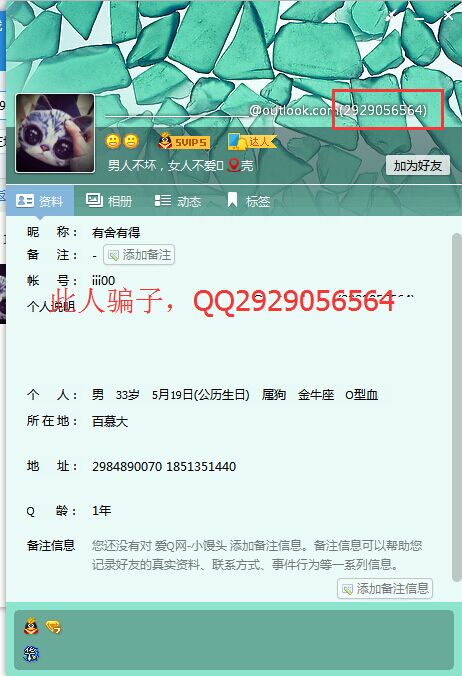 @outlook.com(2929056564)
SVIP5 达人
男人不坏，女人不爱 壳
加为好友
资料 相册 动态 标签
昵 称： 有舍有得
备 注： - 添加备注
帐 号： iii00
个人说明
此人骗子，QQ2929056564
个 人： 男 33岁 5月19日(公历生日) 属狗 金牛座 O型血
所在地： 百慕大
地 址： 2984890070 1851351440
Q 龄： 1年
备注信息 您还没有对 爱Q网-小馒头 添加备注信息。备注信息可以帮助您
记录好友的真实资料、联系方式、事件行为等一系列信息。
添加备注信息